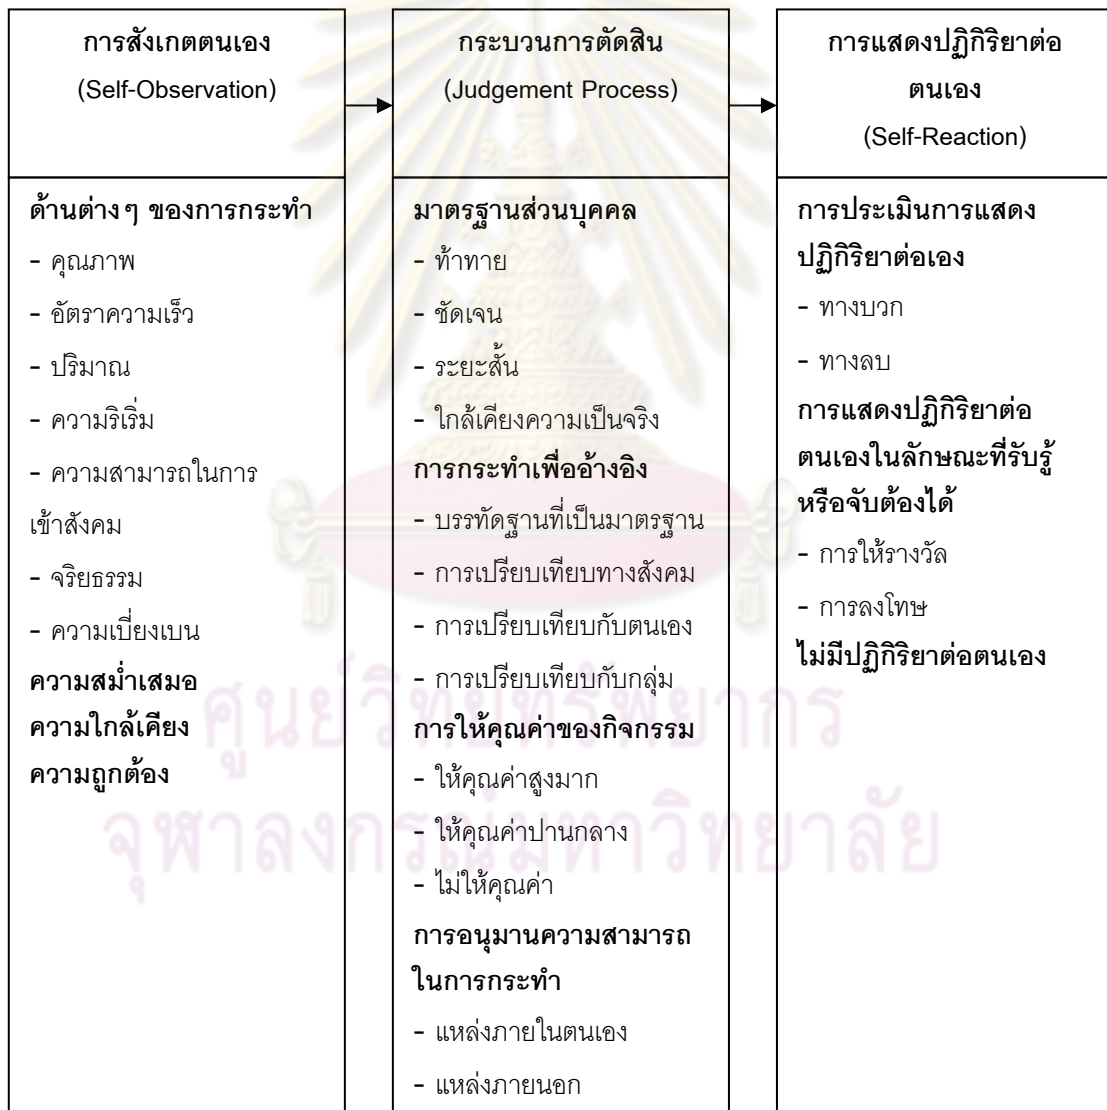 การสังเกตตนเอง
(Self-Observation)
ด้านต่างๆ ของการกระทำ
- คุณภาพ
- อัตราความเร็ว
- ปริมาณ
- ความริเริ่ม
- ความสามารถในการ
เข้าสังคม
- จริยธรรม
- ความเบี่ยงเบน
ความสม่ำเสมอ
ความใกล้เคียง
ความถูกต้อง
กระบวนการตัดสิน
(Judgement Process)
มาตรฐานส่วนบุคคล
- ท้าทาย
- ชัดเจน
- ระยะสั้น
- ใกล้เคียงความเป็นจริง
การกระทำเพื่ออ้างอิง
- บรรทัดฐานที่เป็นมาตรฐาน
- การเปรียบเทียบทางสังคม
- การเปรียบเทียบกับตนเอง
- การเปรียบเทียบกับกลุ่ม
การให้คุณค่าของกิจกรรม
- ให้คุณค่าสูงมาก
- ให้คุณค่าปานกลาง
- ไม่ให้คุณค่า
การอนุมานความสามารถ
ในการกระทำ
- แหล่งภายในตนเอง
- แหล่งภายนอก
การแสดงปฏิกิริยาต่อ
ตนเอง
(Self-Reaction)
การประเมินการแสดง
ปฏิกิริยาต่อเอง
- ทางบวก
- ทางลบ
การแสดงปฏิกิริยาต่อ
ตนเองในลักษณะที่รับรู้
หรือจับต้องได้
- การให้รางวัล
- การลงโทษ
ไม่มีปฏิกิริยาต่อตนเอง
ศูนย์วิทยทรัพยากร
จุฬาลงกรณ์มหาวิทยาลัย